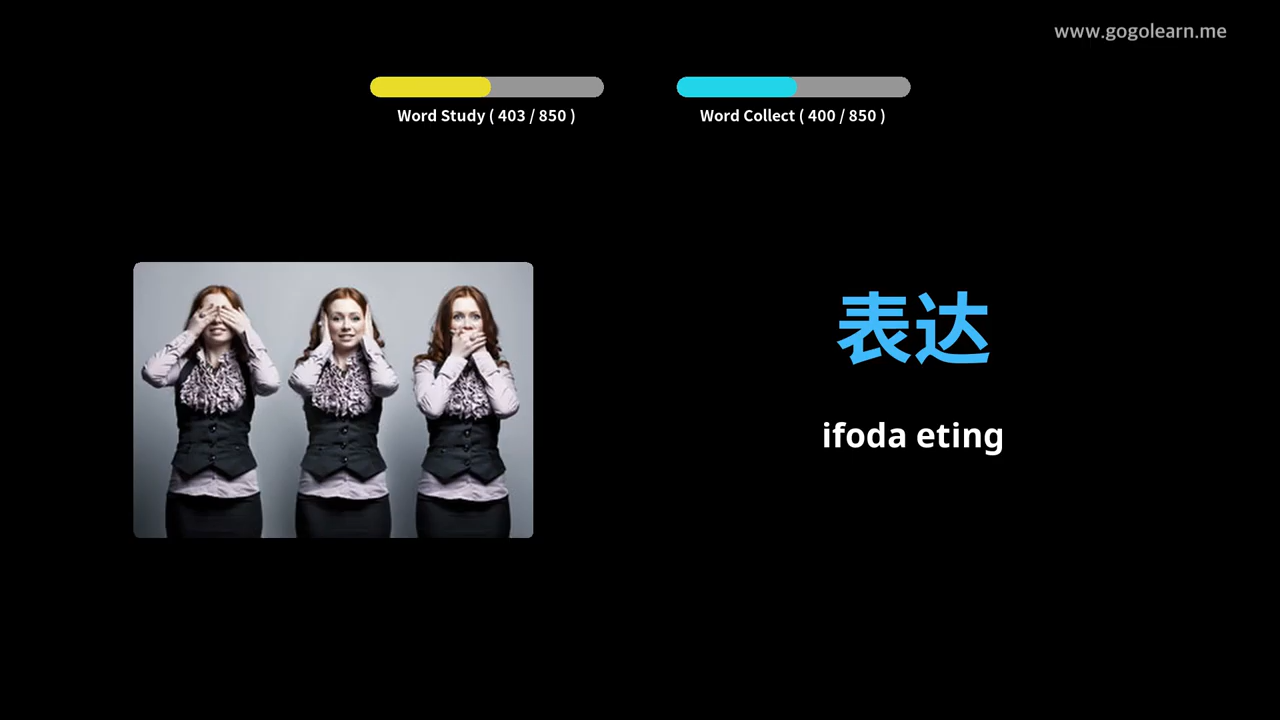 www.gogolearn.me
Word Study ( 403 / 850 )
Word Collect ( 400 / 850 )
表达
ifoda eting